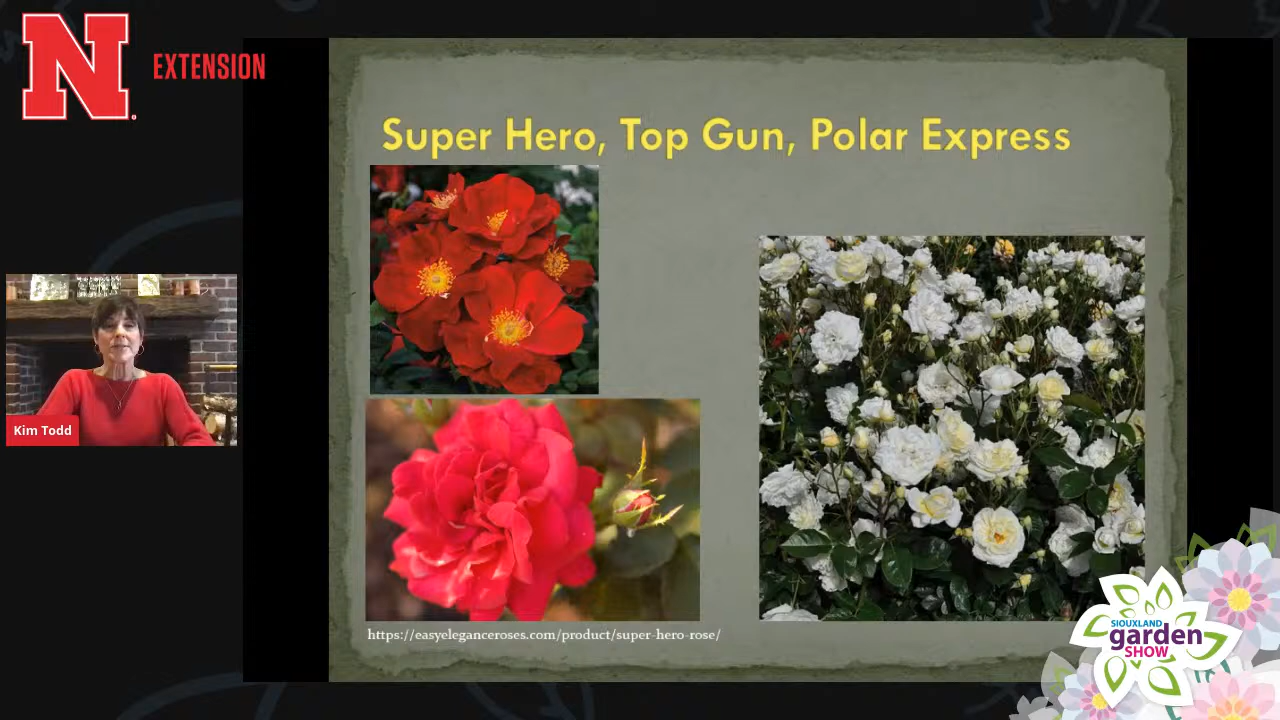 N
EXTENSION
Super Hero, Top Gun, Polar Express
Kim Todd
https://easyeleganceroses.com/product/super-hero-rose/
SIOUXLAND
garden
SHOW